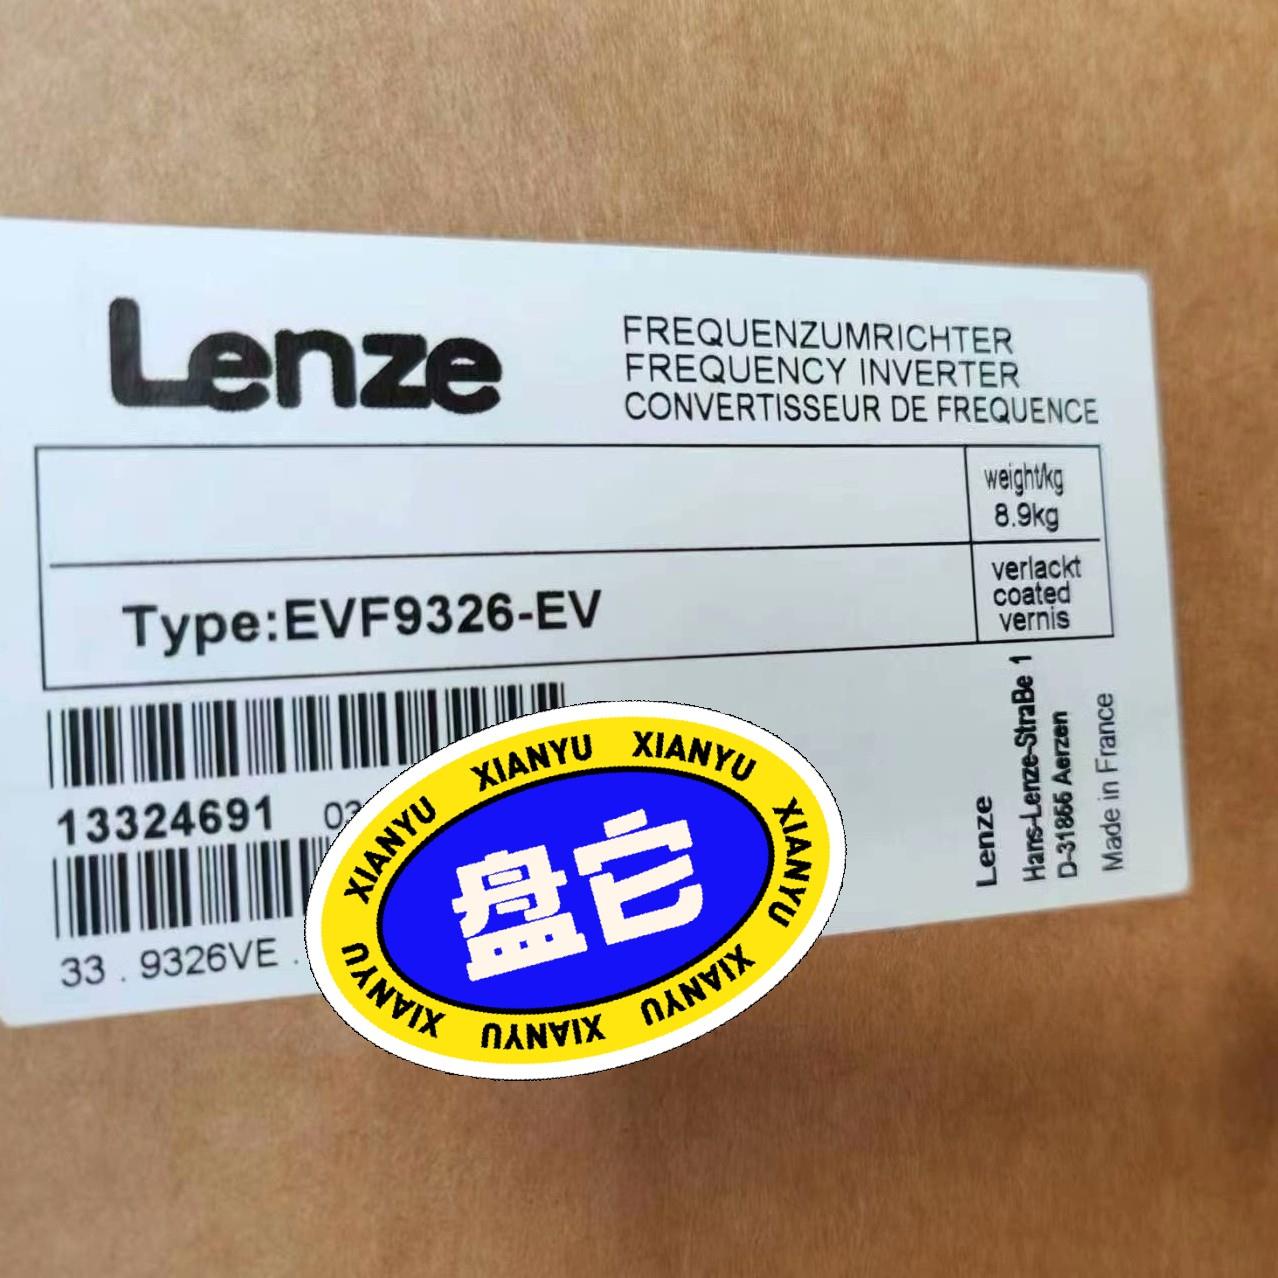 Lenze
FREQUENZUMRICHTER
FREQUENCY INVERTER
CONVERTISSEUR DE FREQUENCE
weight/kg
8.9kg
Type:EVF9326-EV
verlackt
coated
vernis
13324691 03
33 . 9326VE .
Lenze
Hans-Lenze-StraBe 1
D-31855 Aerzen
Made in France
XIANYU XIANYU XIANYU XIANYU XIANYU XIANYU XIANYU XIANYU
盘它